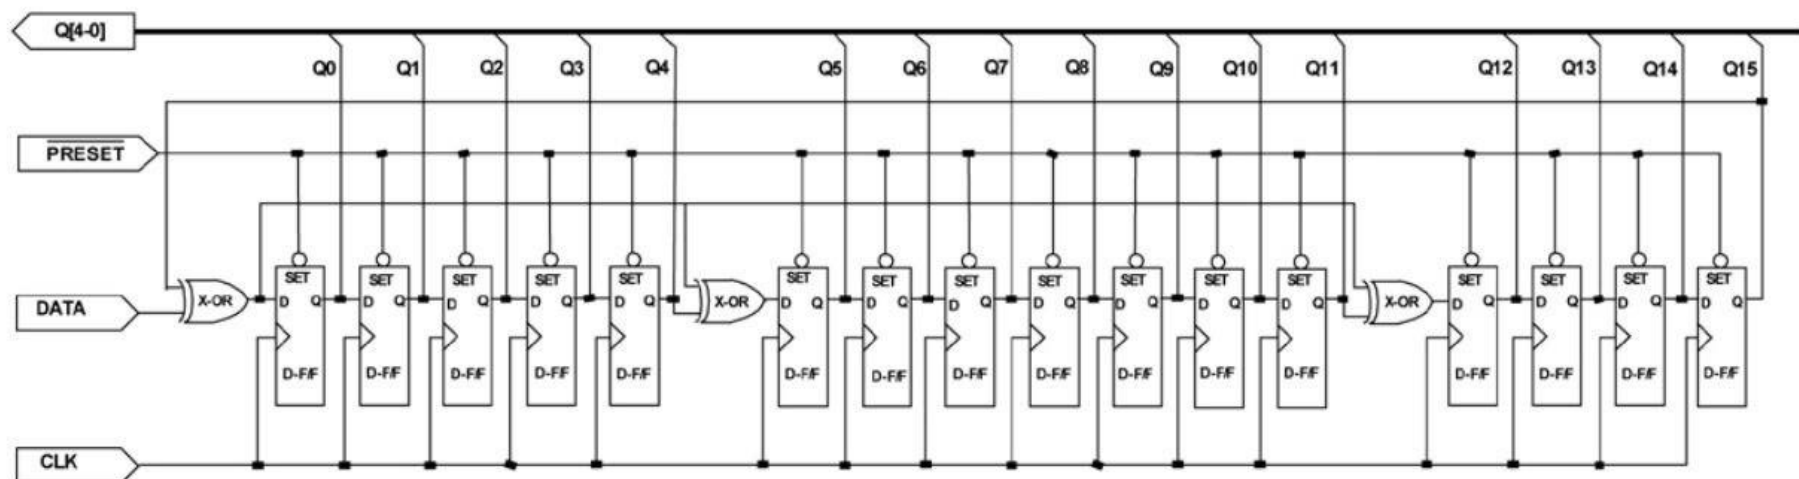 Q[4-0]
Q0 Q1 Q2 Q3 Q4 Q5 Q6 Q7 Q8 Q9 Q10 Q11 Q12 Q13 Q14 Q15
PRESET
SET SET SET SET SET SET SET SET SET SET SET SET SET SET SET SET
DATA
X-OR D Q D Q D Q D Q D Q X-OR D Q D Q D Q D Q D Q D Q D Q X-OR D Q D Q D Q D Q
D-F/F D-F/F D-F/F D-F/F D-F/F D-F/F D-F/F D-F/F D-F/F D-F/F D-F/F D-F/F D-F/F D-F/F D-F/F D-F/F
CLK